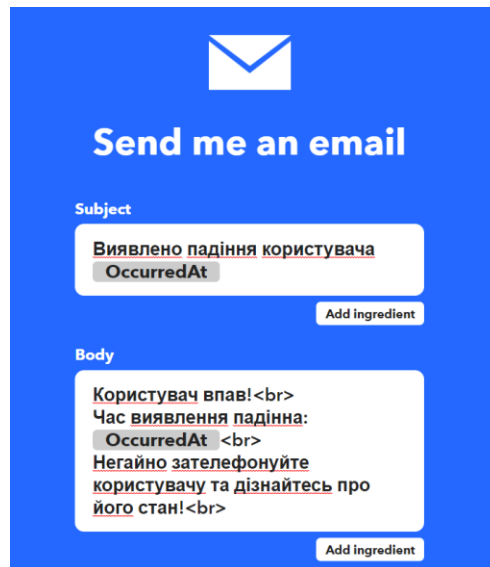 Send me an email
Subject
Виявлено падіння користувача
OccurredAt
Add ingredient
Body
Користувач впав!<br>
Час виявлення падінна:
OccurredAt <br>
Негайно зателефонуйте
користувачу та дізнайтесь про
його стан!<br>
Add ingredient